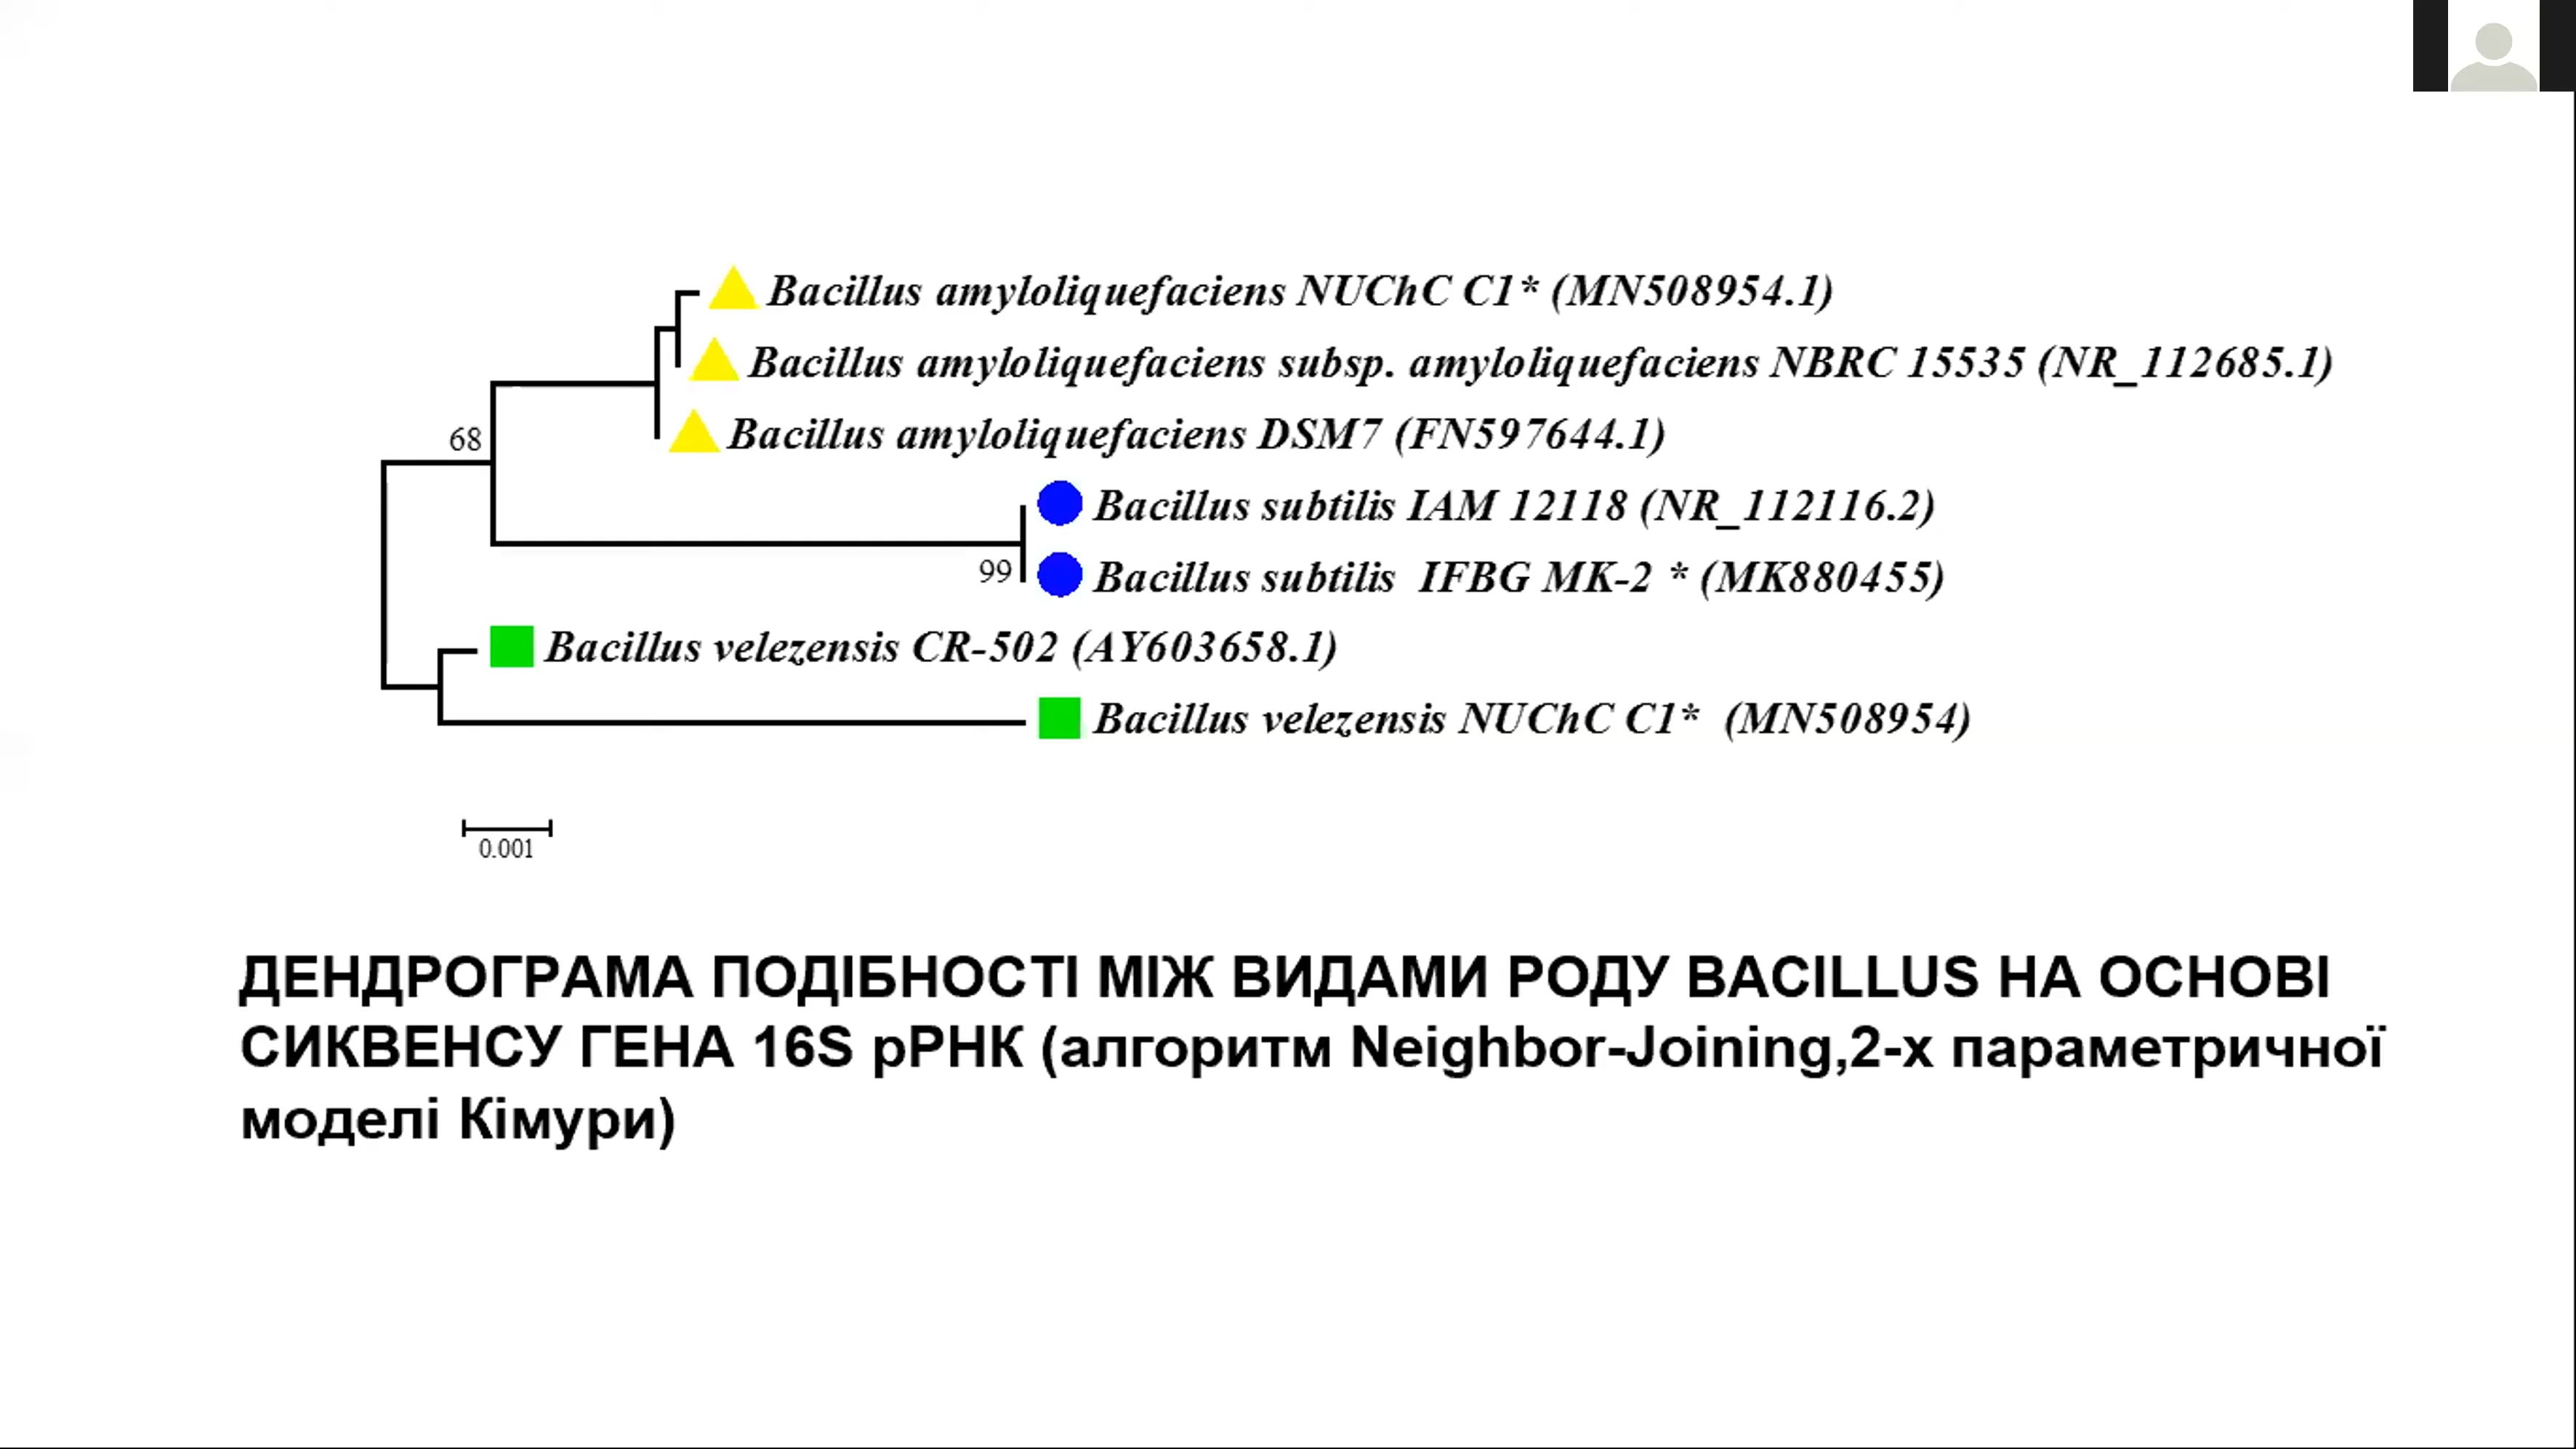 Bacillus amyloliquefaciens NUChC C1* (MN508954.1)
Bacillus amyloliquefaciens subsp. amyloliquefaciens NBRC 15535 (NR_112685.1)
Bacillus amyloliquefaciens DSM7 (FN597644.1)
68
Bacillus subtilis IAM 12118 (NR_112116.2)
99
Bacillus subtilis IFBG MK-2 * (MK880455)
Bacillus velezensis CR-502 (AY603658.1)
Bacillus velezensis NUChC C1* (MN508954)
0.001
ДЕНДРОГРАМА ПОДІБНОСТІ МІЖ ВИДАМИ РОДУ BACILLUS НА ОСНОВІ
СИКВЕНСУ ГЕНА 16S рРНК (алгоритм Neighbor-Joining,2-х параметричної
моделі Кімури)